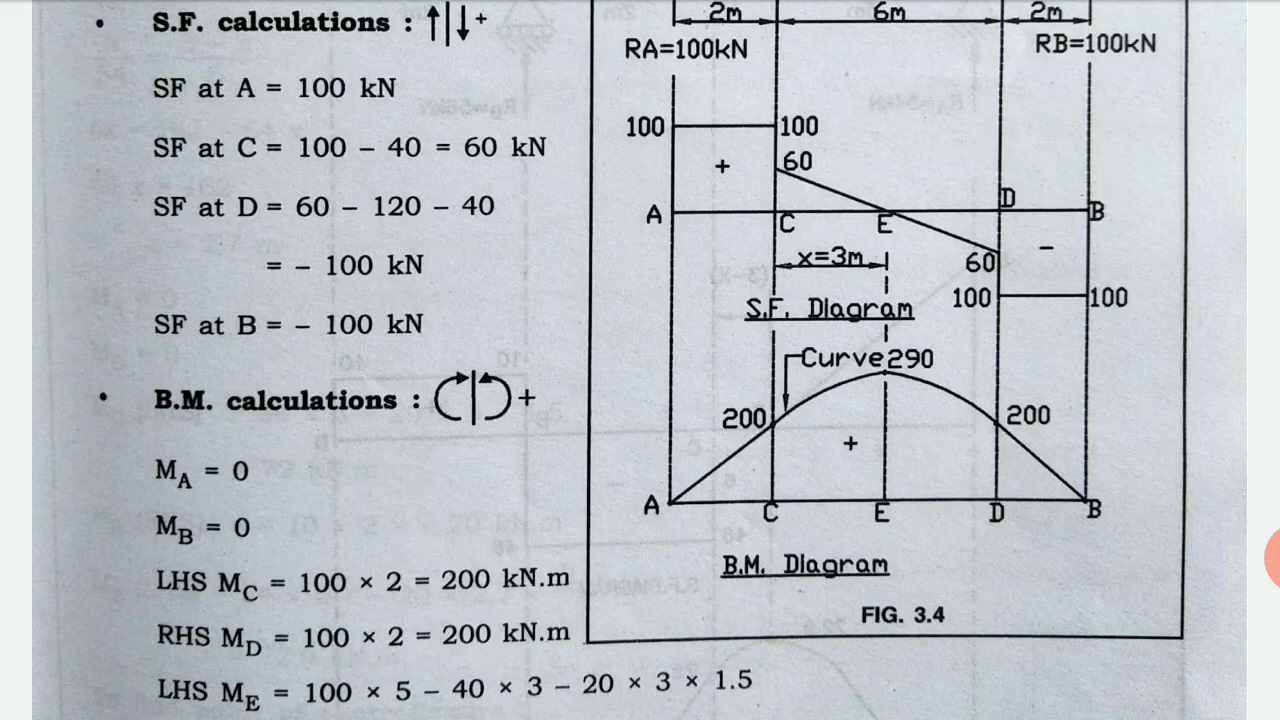 • S.F. calculations : ↑|↓ +
SF at A = 100 kN
SF at C = 100 – 40 = 60 kN
SF at D = 60 – 120 – 40
= – 100 kN
SF at B = – 100 kN
• B.M. calculations : +
M_A = 0
M_B = 0
LHS M_C = 100 × 2 = 200 kN.m
RHS M_D = 100 × 2 = 200 kN.m
LHS M_E = 100 × 5 – 40 × 3 – 20 × 3 × 1.5
2m 6m 2m
RA=100kN RB=100kN
100 100
+ 60
A C E D B
x=3m 60 –
100 100
S.F. Diagram
Curve 290
200 200
+
A C E D B
B.M. Diagram
FIG. 3.4